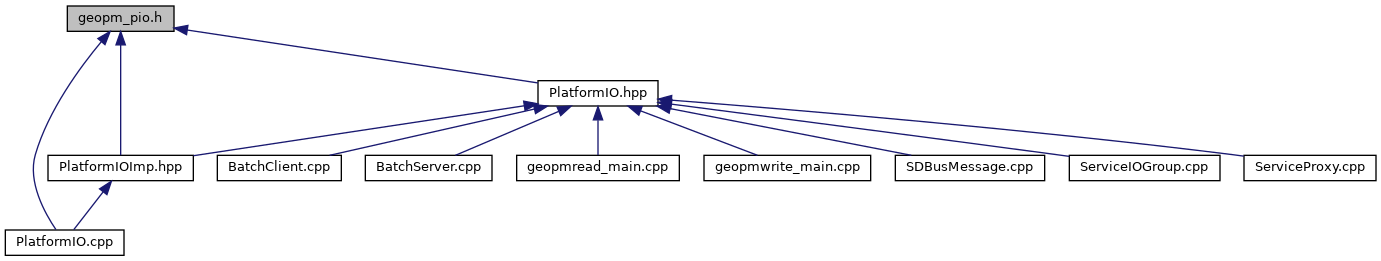 geopm_pio.h
PlatformIO.hpp
PlatformIOImp.hpp
BatchClient.cpp
BatchServer.cpp
geopmread_main.cpp
geopmwrite_main.cpp
SDBusMessage.cpp
ServiceIOGroup.cpp
ServiceProxy.cpp
PlatformIO.cpp